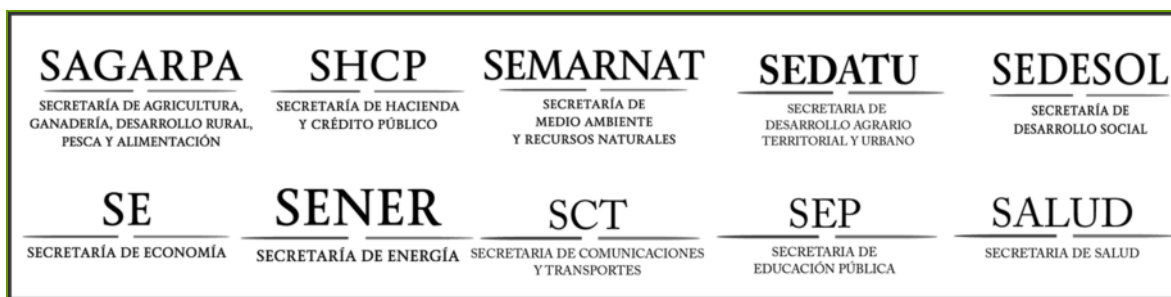 SAGARPA
SECRETARÍA DE AGRICULTURA,
GANADERÍA, DESARROLLO RURAL,
PESCA Y ALIMENTACIÓN
SHCP
SECRETARÍA DE HACIENDA
Y CRÉDITO PÚBLICO
SEMARNAT
SECRETARÍA DE
MEDIO AMBIENTE
Y RECURSOS NATURALES
SEDATU
SECRETARIA DE
DESARROLLO AGRARIO
TERRITORIAL Y URBANO
SEDESOL
SECRETARÍA DE
DESARROLLO SOCIAL
SE
SECRETARÍA DE ECONOMÍA
SENER
SECRETARÍA DE ENERGÍA
SCT
SECRETARIA DE COMUNICACIONES
Y TRANSPORTES
SEP
SECRETARIA DE
EDUCACIÓN PÚBLICA
SALUD
SECRETARIA DE SALUD